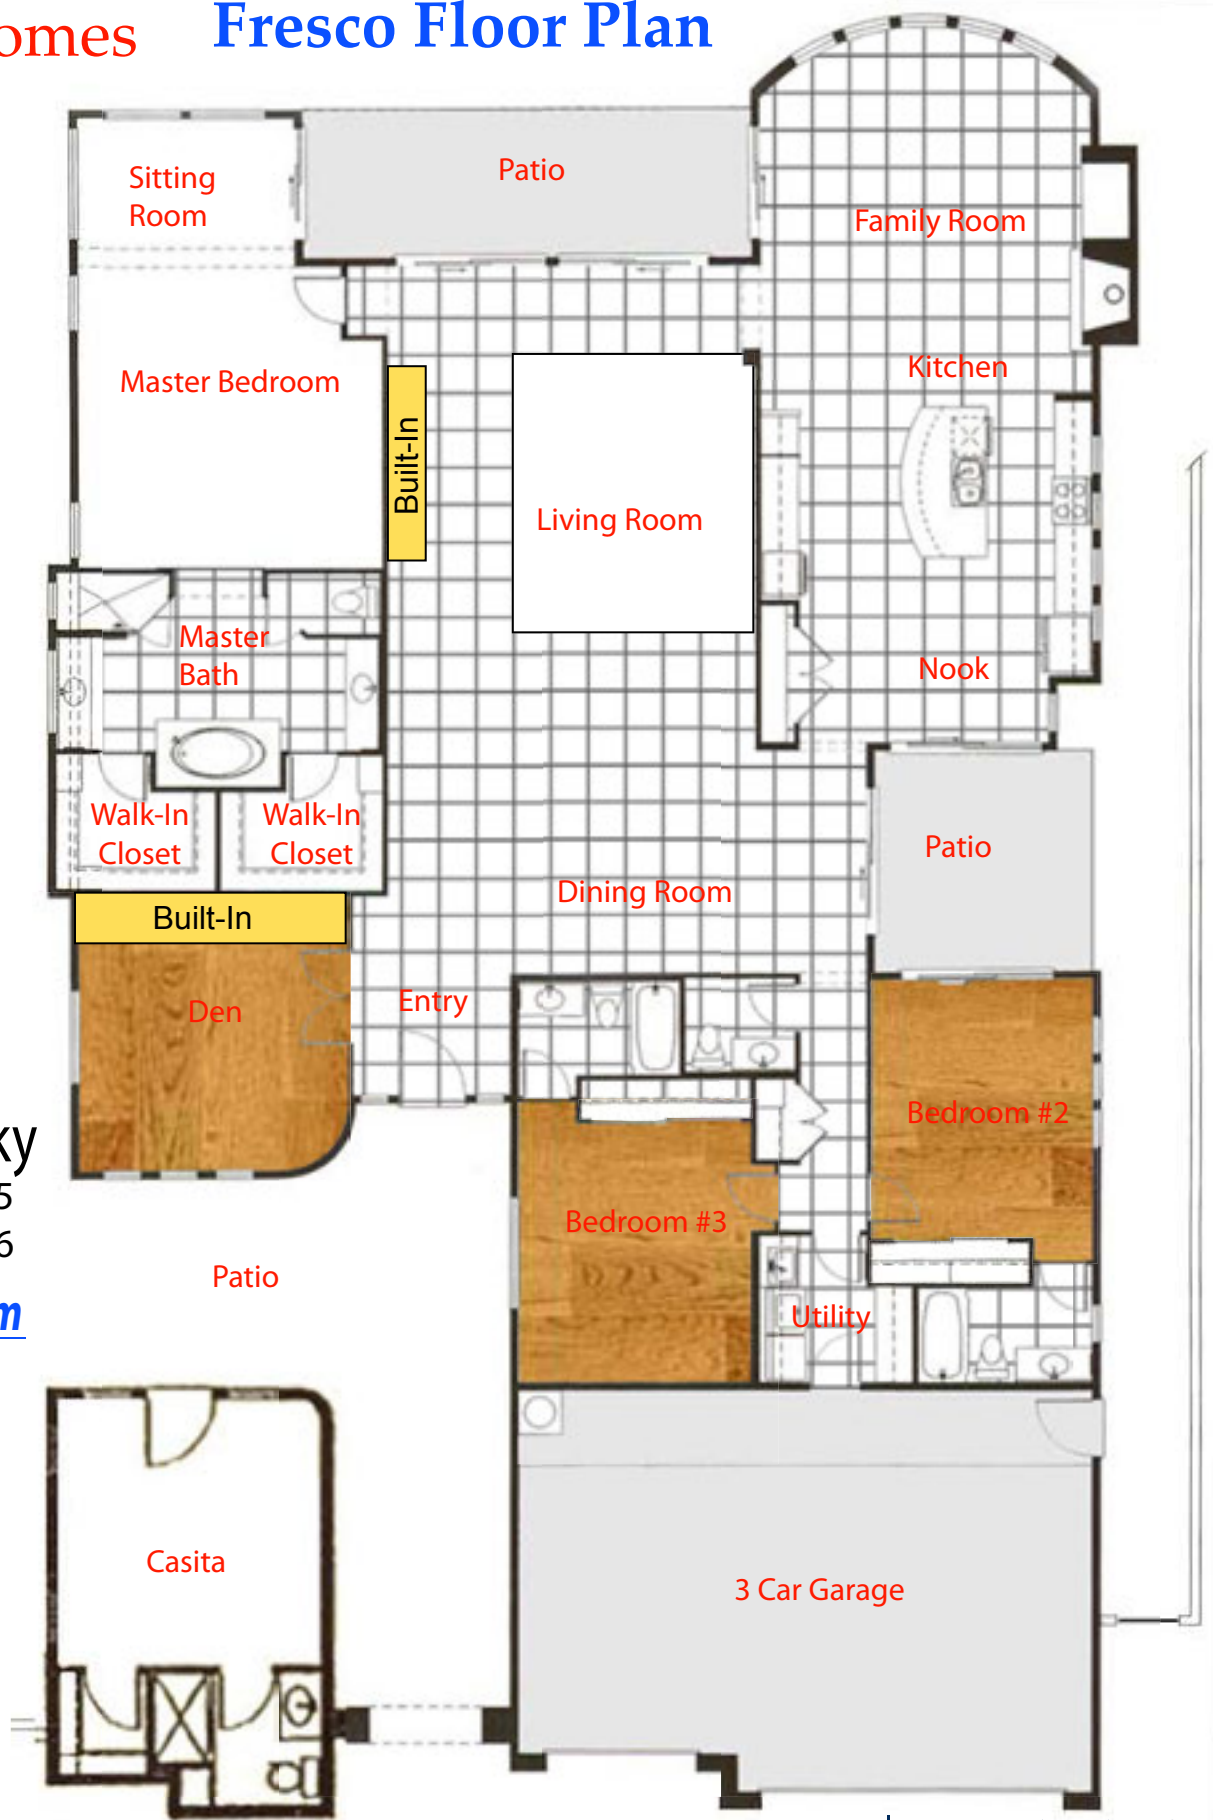 omes
Fresco Floor Plan
Sitting
Room
Patio
Family Room
Master Bedroom
Kitchen
Built-In
Living Room
Master
Bath
Nook
Walk-In
Closet
Walk-In
Closet
Patio
Dining Room
Built-In
Den
Entry
Bedroom #2
xy
5
6
m
Bedroom #3
Patio
Utility
Casita
3 Car Garage